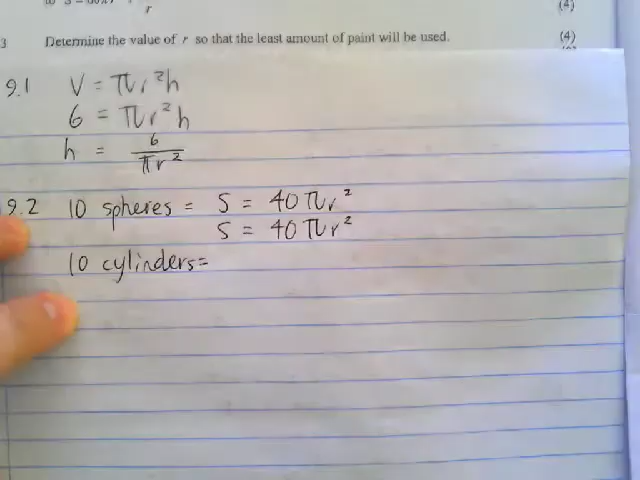 (4)
r
3 Determine the value of r so that the least amount of paint will be used. (4)
9.1 V = πr²h
6 = πr²h
h = 6/πr²
9.2 10 spheres = S = 40πr²
S = 40πr²
10 cylinders=